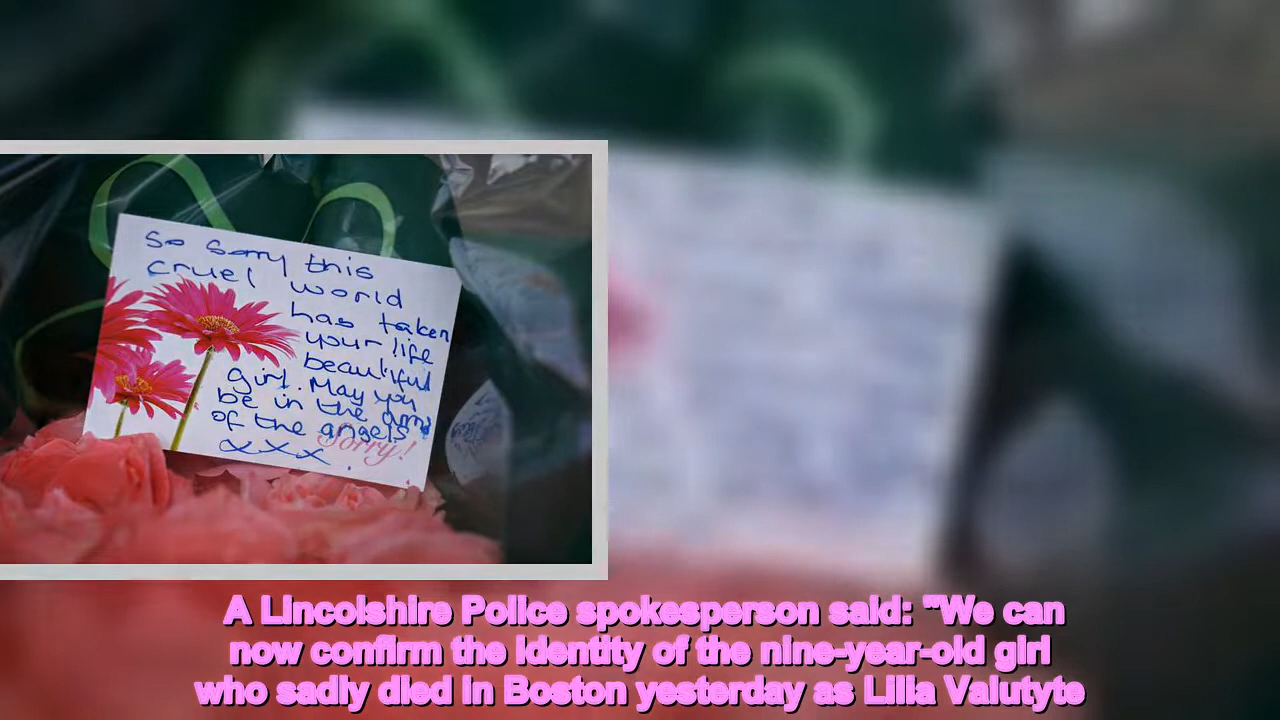 So sorry this
cruel world
has taken
your life
beautiful
girl. May you
be in the arms
of the angels
xxx.
Sorry!
A Lincolshire Police spokesperson said: "We can
now confirm the identity of the nine-year-old girl
who sadly died in Boston yesterday as Lilia Valutyte